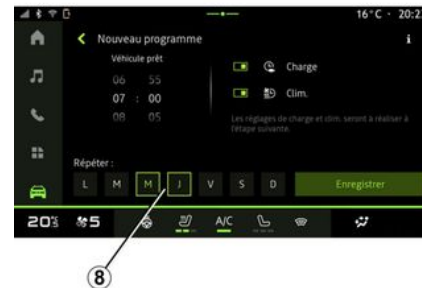 16°C · 20:2
Nouveau programme
i
Véhicule prêt
06 55
07 : 00
08 05
Charge
Clim.
Les réglages de charge et clim. seront à réaliser à
l'étape suivante.
Répéter :
L M M J V S D
Enregistrer
20°C 5 A/C
8